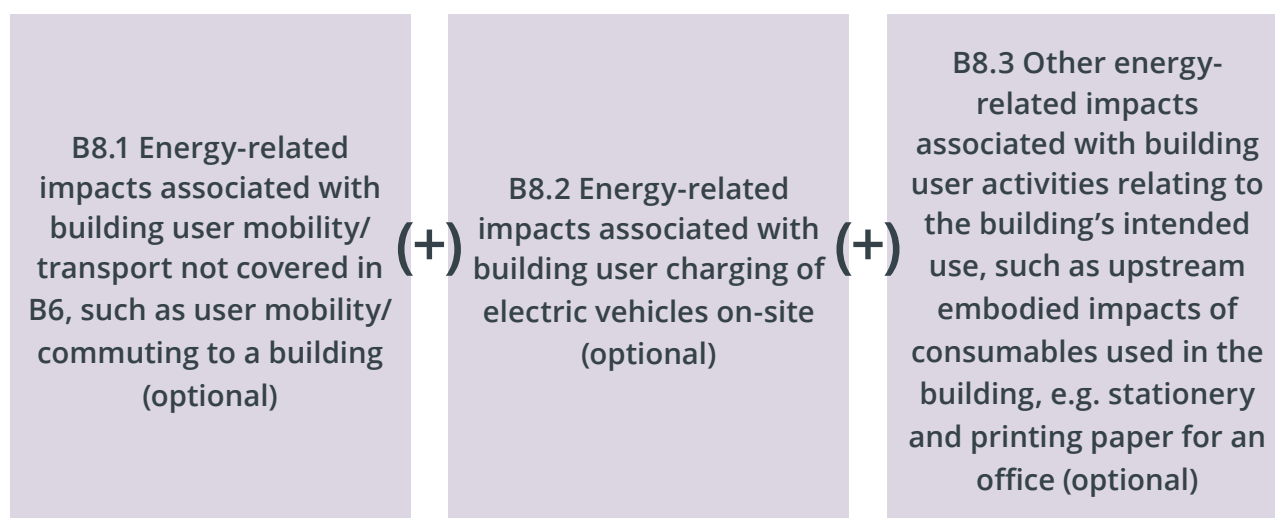 B8.1 Energy-related
impacts associated with
building user mobility/
transport not covered in
B6, such as user mobility/
commuting to a building
(optional)
(+)
B8.2 Energy-related
impacts associated with
building user charging of
electric vehicles on-site
(optional)
(+)
B8.3 Other energy-
related impacts
associated with building
user activities relating to
the building’s intended
use, such as upstream
embodied impacts of
consumables used in the
building, e.g. stationery
and printing paper for an
office (optional)